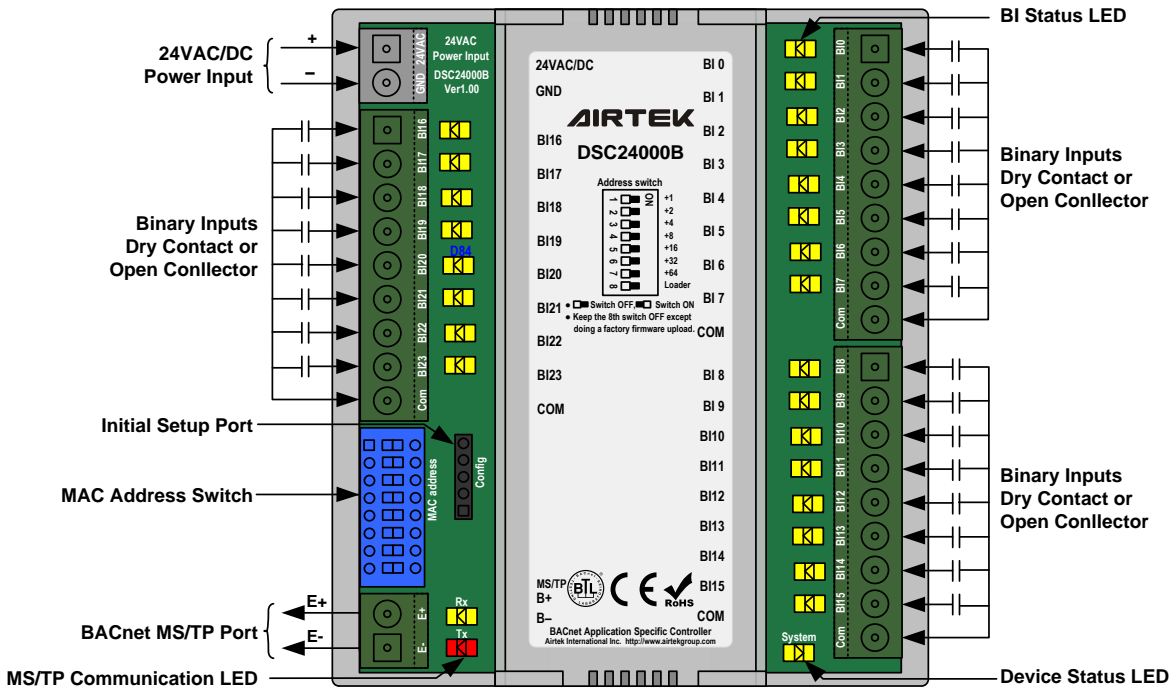 BI Status LED
24VAC/DC
Power Input
+
–
24VAC
GND
24VAC
Power Input
DSC24000B
Ver1.00
BI16
BI17
BI18
BI19
D84
BI20
BI21
BI22
BI23
Com
Binary Inputs
Dry Contact or
Open Conllector
Initial Setup Port
MAC Address Switch
MAC address
Config
BACnet MS/TP Port
E+
E-
E+
E-
Rx
Tx
MS/TP Communication LED
24VAC/DC
GND
BI16
BI17
BI18
BI19
BI20
BI21
BI22
BI23
COM
AIRTEK
DSC24000B
Address switch
ON
1 +1
2 +2
3 +4
4 +8
5 +16
6 +32
7 +64
8 Loader
• Switch OFF, Switch ON
• Keep the 8th switch OFF except
doing a factory firmware upload.
BI 0
BI 1
BI 2
BI 3
BI 4
BI 5
BI 6
BI 7
COM
BI 8
BI 9
BI10
BI11
BI12
BI13
BI14
BI15
COM
MS/TP
B+
B–
BTL
CE
RoHS
BACnet Application Specific Controller
Airtek International Inc. http://www.airtekgroup.com
BI0
BI1
BI2
BI3
BI4
BI5
BI6
BI7
Com
Binary Inputs
Dry Contact or
Open Conllector
BI8
BI9
BI10
BI11
BI12
BI13
BI14
BI15
Com
Binary Inputs
Dry Contact or
Open Conllector
System
Device Status LED